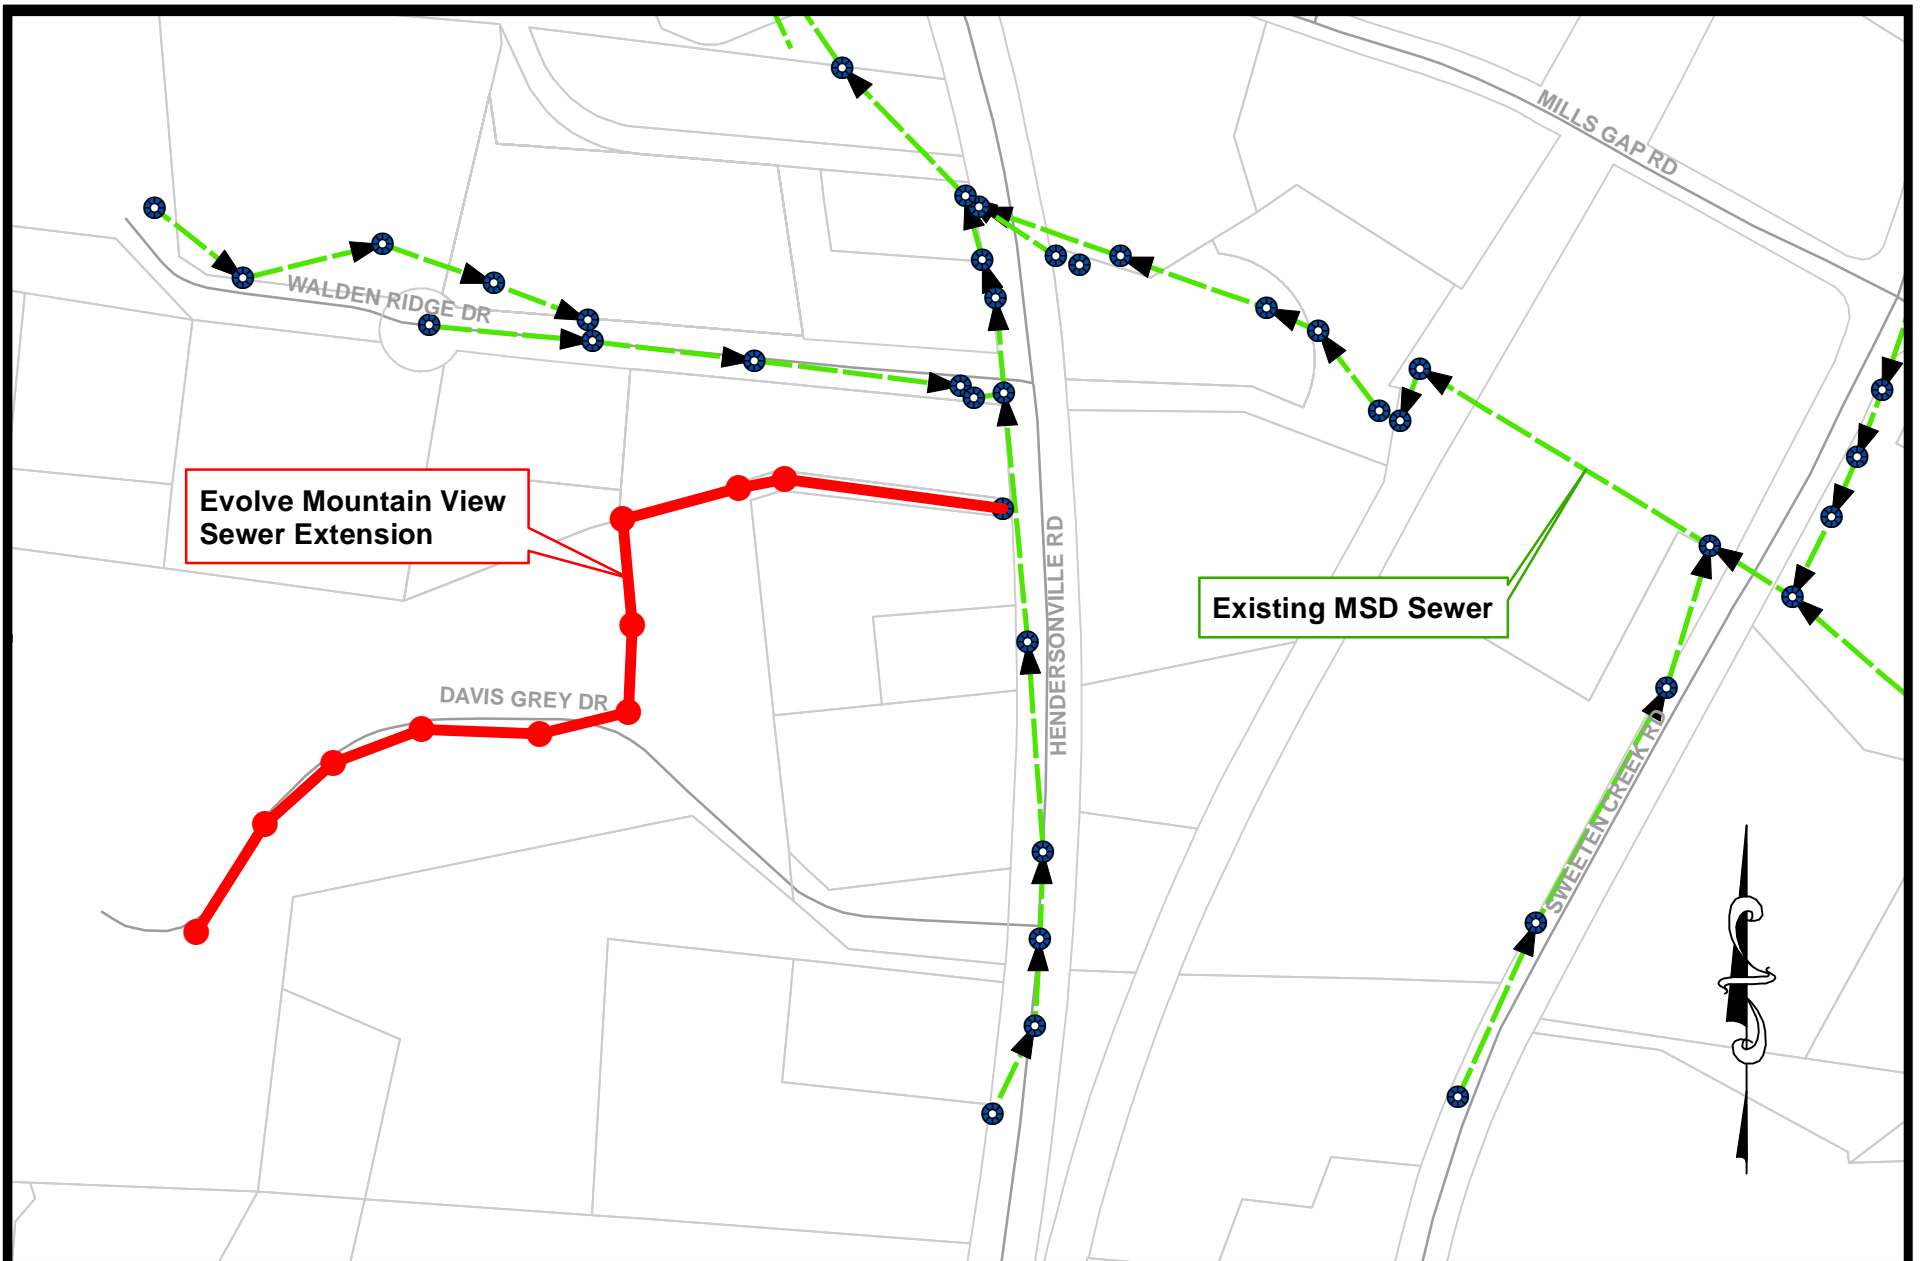 MILLS GAP RD
WALDEN RIDGE DR
Evolve Mountain View
Sewer Extension
HENDERSONVILLE RD
Existing MSD Sewer
DAVIS GREY DR
SWEETEN CREEK RD